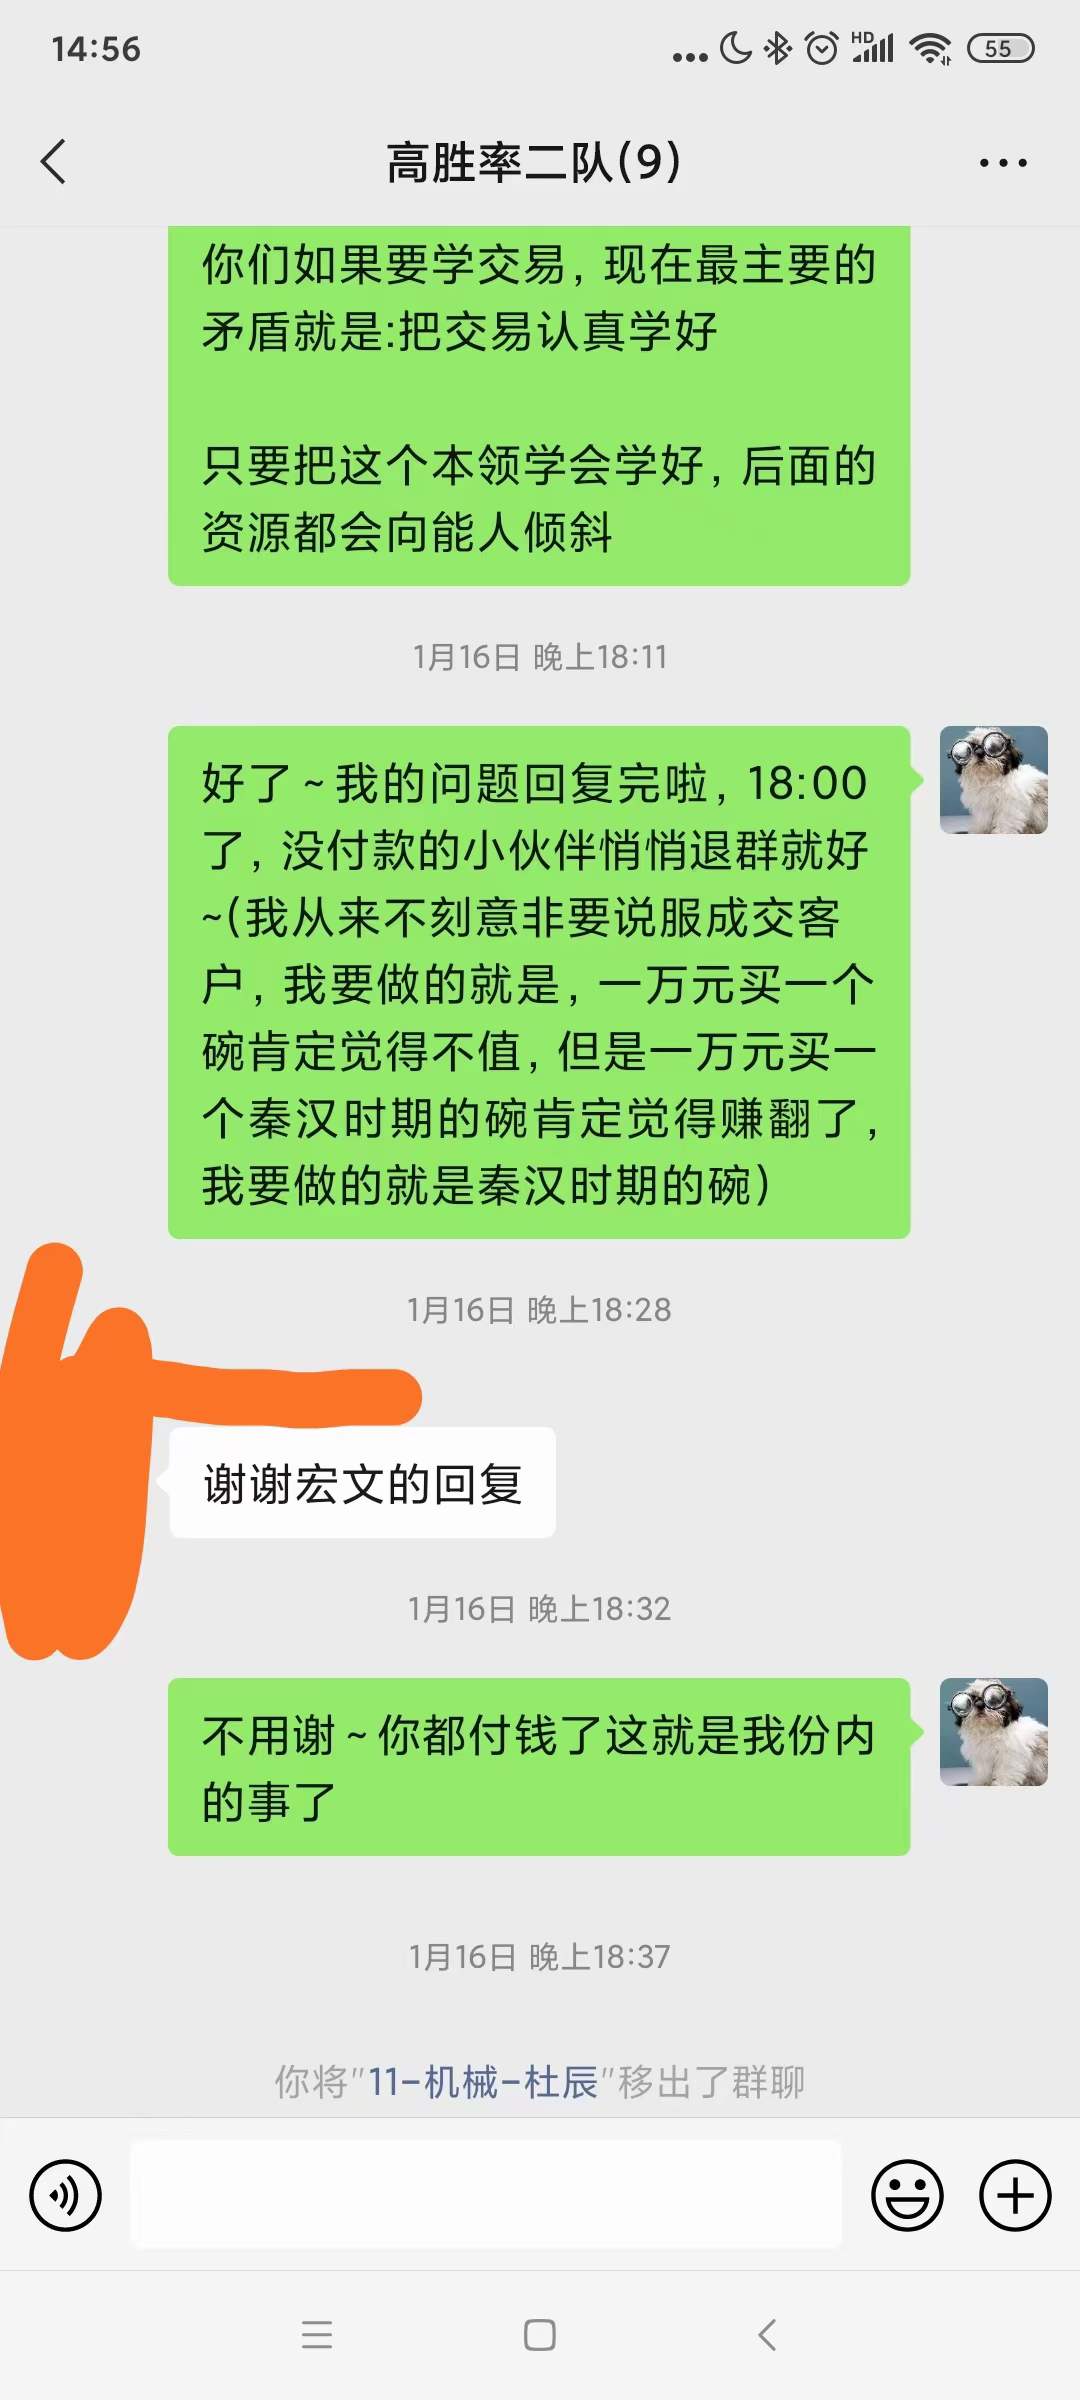 14:56
HD
55
高胜率二队(9)
你们如果要学交易，现在最主要的
矛盾就是:把交易认真学好
只要把这个本领学会学好，后面的
资源都会向能人倾斜
1月16日 晚上18:11
好了~我的问题回复完啦，18:00
了，没付款的小伙伴悄悄退群就好
~(我从来不刻意非要说服成交客
户，我要做的就是，一万元买一个
碗肯定觉得不值，但是一万元买一
个秦汉时期的碗肯定觉得赚翻了，
我要做的就是秦汉时期的碗)
1月16日 晚上18:28
谢谢宏文的回复
1月16日 晚上18:32
不用谢~你都付钱了这就是我份内
的事了
1月16日 晚上18:37
你将"11-机械-杜辰"移出了群聊